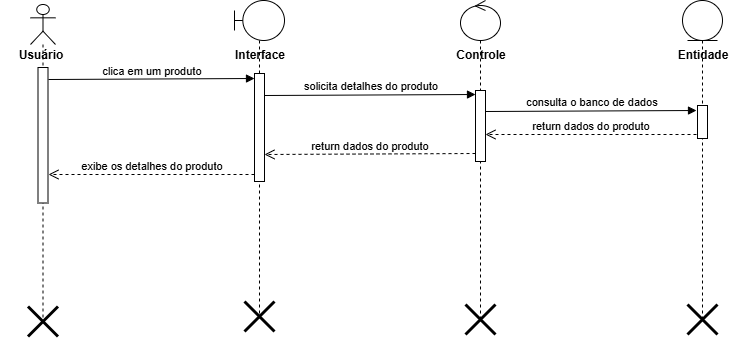 Usuário
Interface
Controle
Entidade
clica em um produto
solicita detalhes do produto
consulta o banco de dados
return dados do produto
return dados do produto
exibe os detalhes do produto